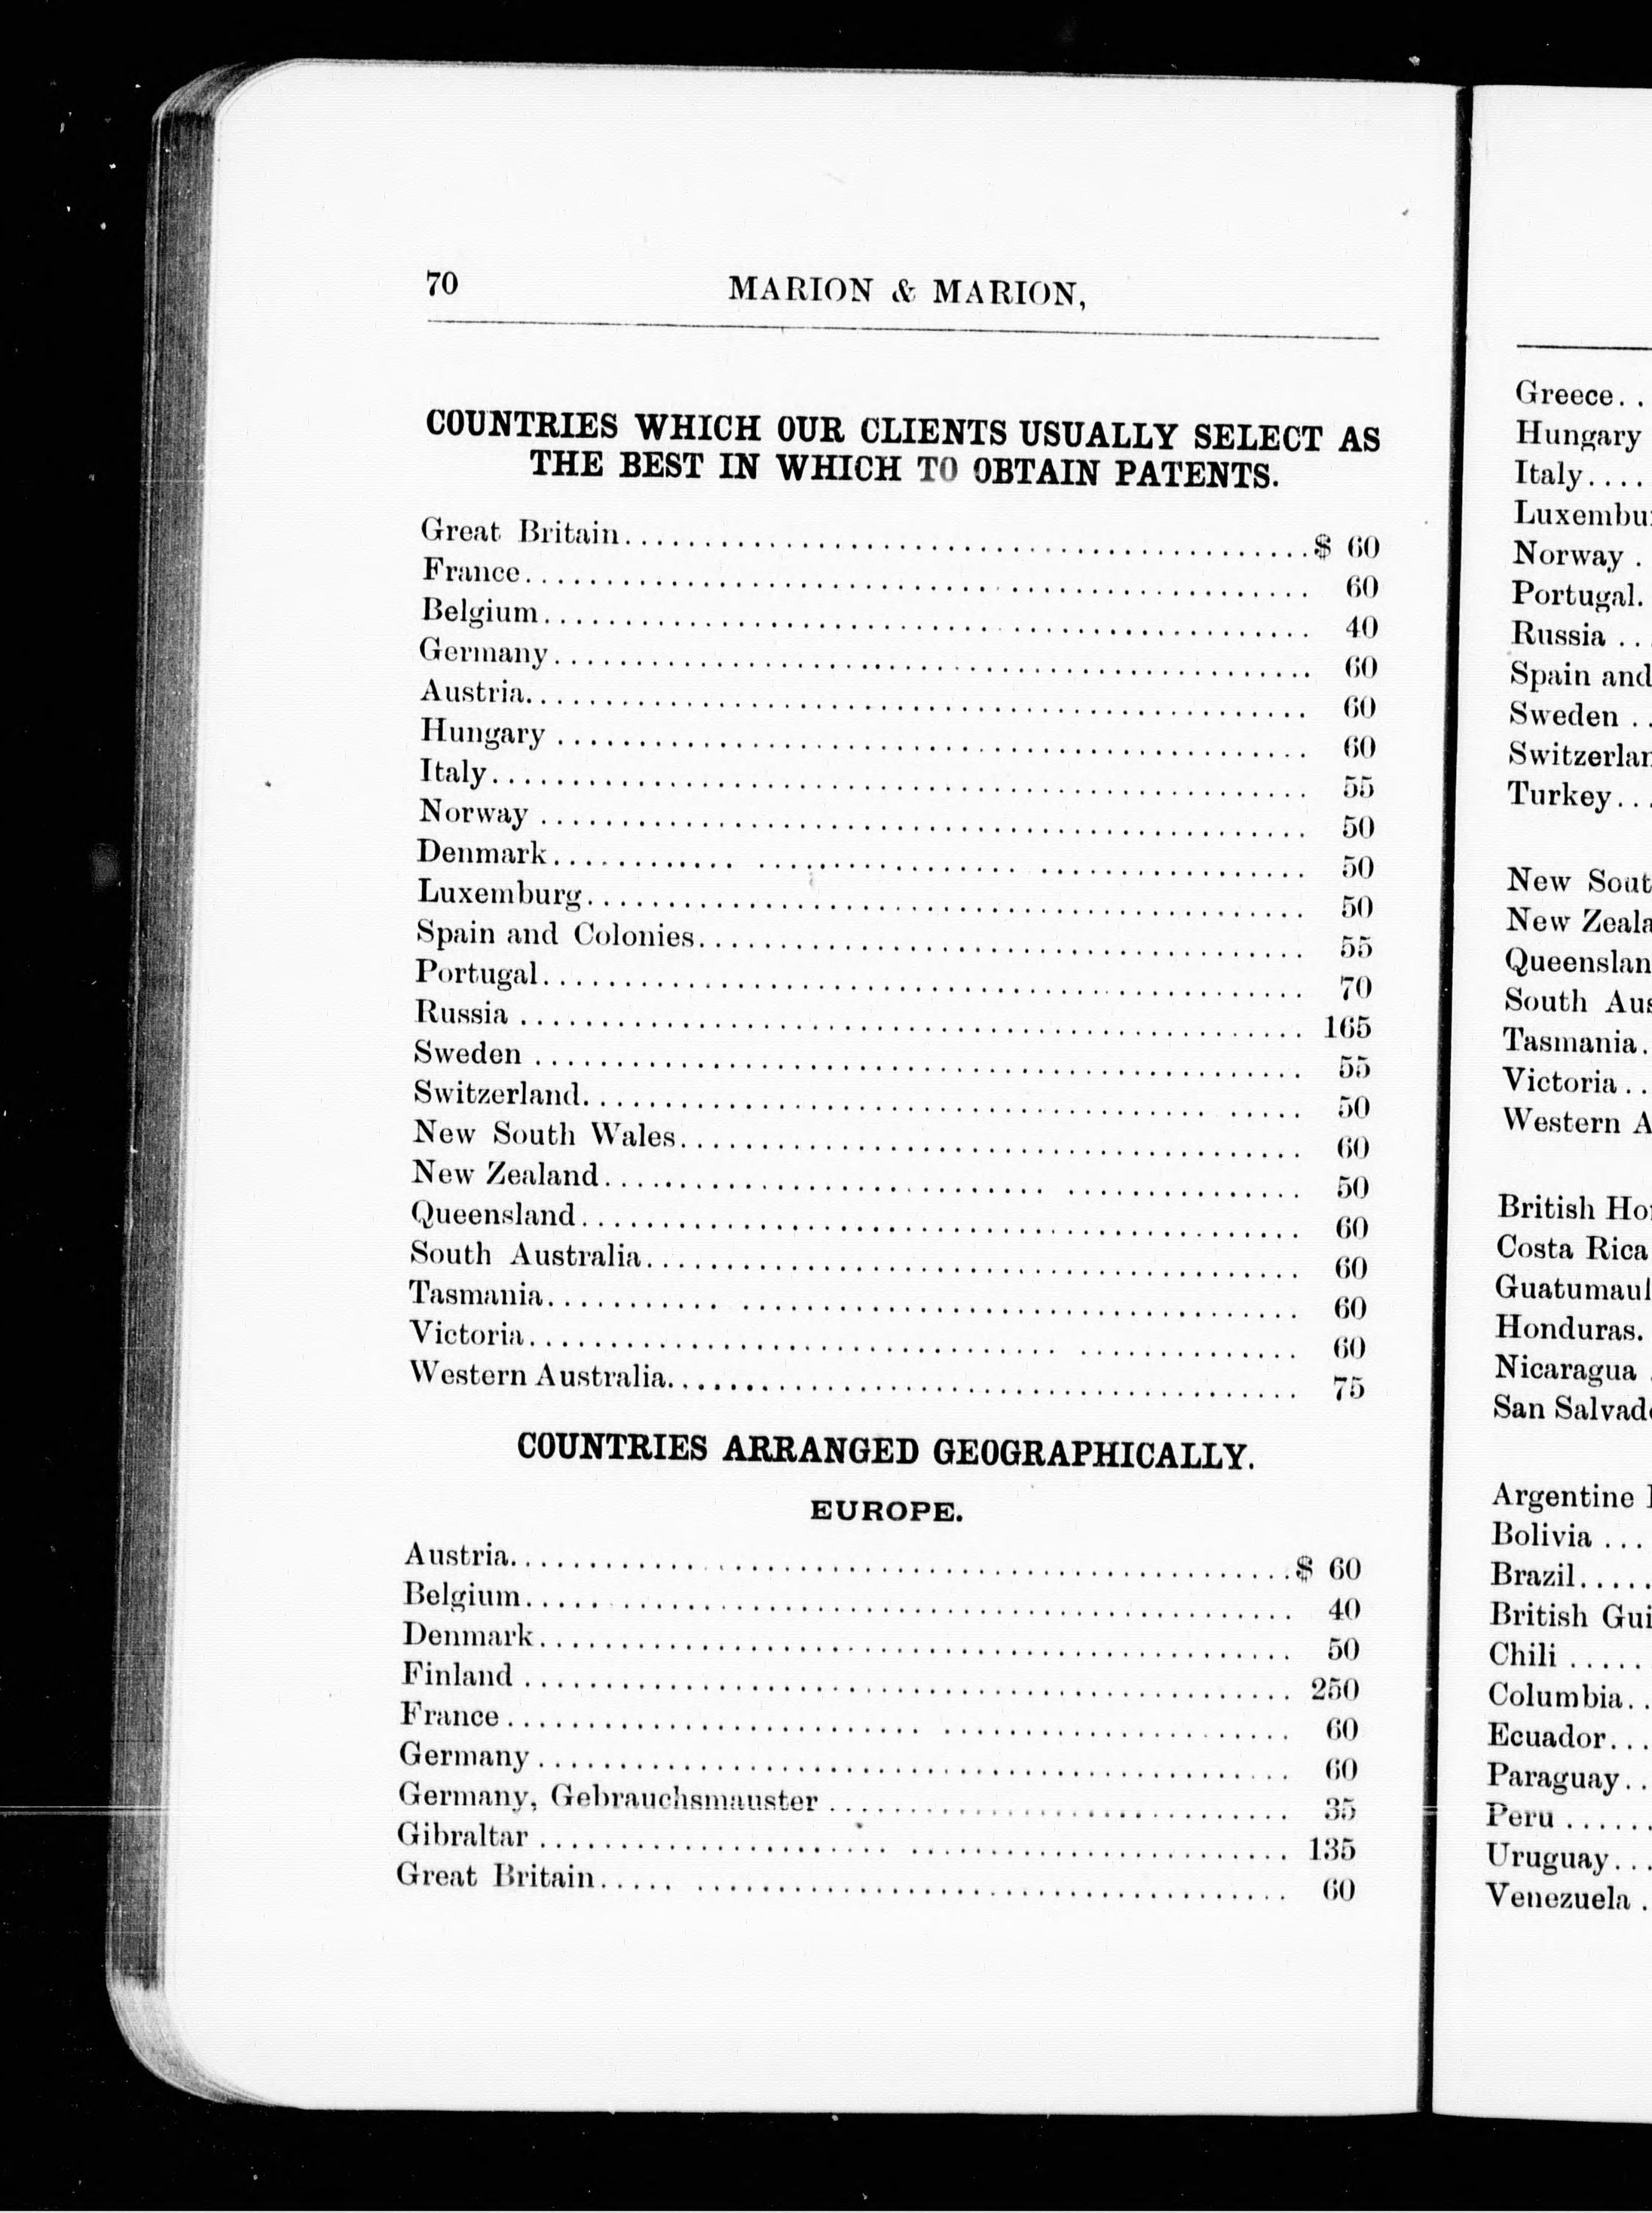 70
MARION & MARION,
COUNTRIES WHICH OUR CLIENTS USUALLY SELECT AS
THE BEST IN WHICH TO OBTAIN PATENTS.
Great Britain $ 60
France 60
Belgium 40
Germany 60
Austria 60
Hungary 60
Italy 55
Norway 50
Denmark 50
Luxemburg 50
Spain and Colonies 55
Portugal 70
Russia 165
Sweden 55
Switzerland 50
New South Wales 60
New Zealand 50
Queensland 60
South Australia 60
Tasmania 60
Victoria 60
Western Australia 75
COUNTRIES ARRANGED GEOGRAPHICALLY.
EUROPE.
Austria $ 60
Belgium 40
Denmark 50
Finland 250
France 60
Germany 60
Germany, Gebrauchsmauster 35
Gibraltar 135
Great Britain 60
Greece
Hungary
Italy
Norway
Portugal
Russia
Spain and
Sweden
Turkey
New
New
South
Tasmania
Victoria
Western
British
Costa Rica
Honduras
Nicaragua
San
Argentine
Bolivia
Brazil
British
Chili
Columbia
Ecuador
Paraguay
Peru
Uruguay
Venezuela